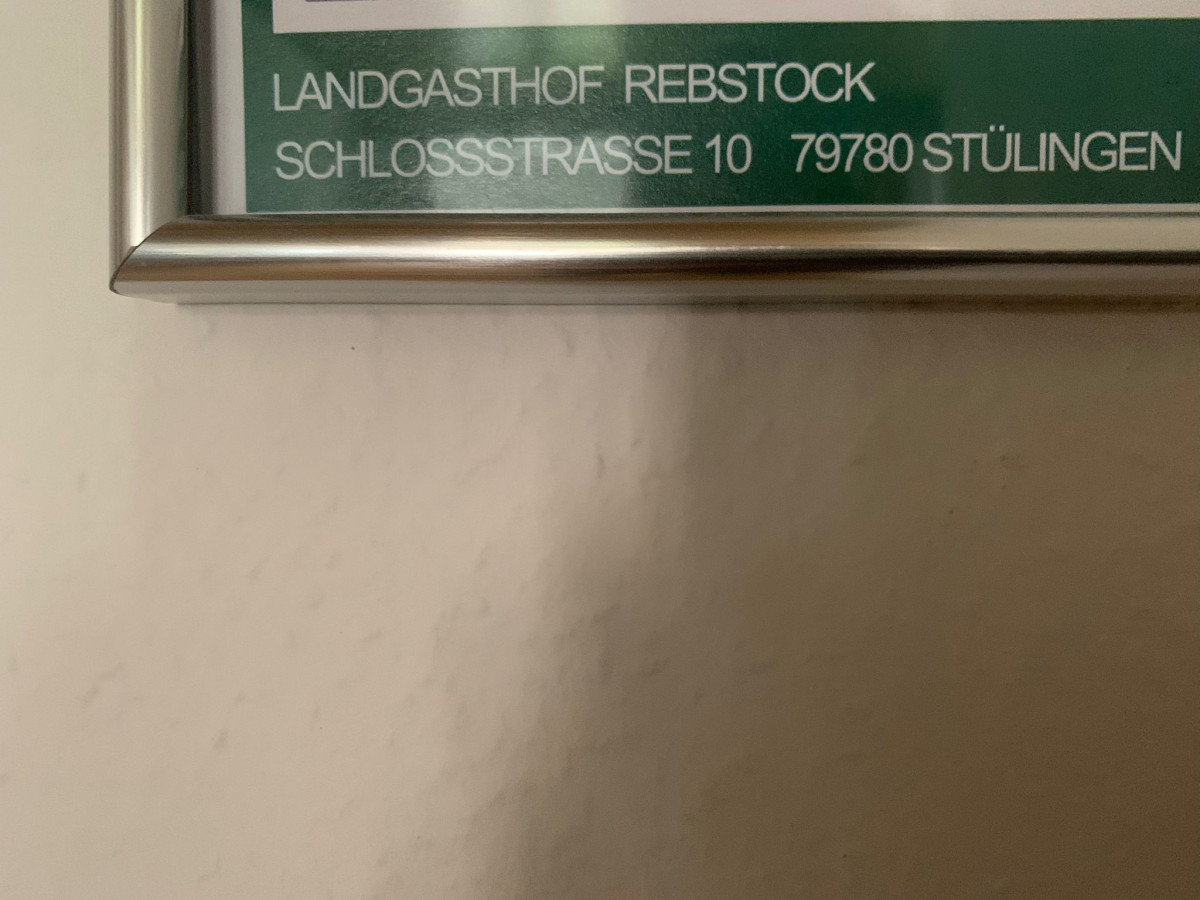 LANDGASTHOF REBSTOCK
SCHLOSSSTRASSE 10 79780 STÜLINGEN